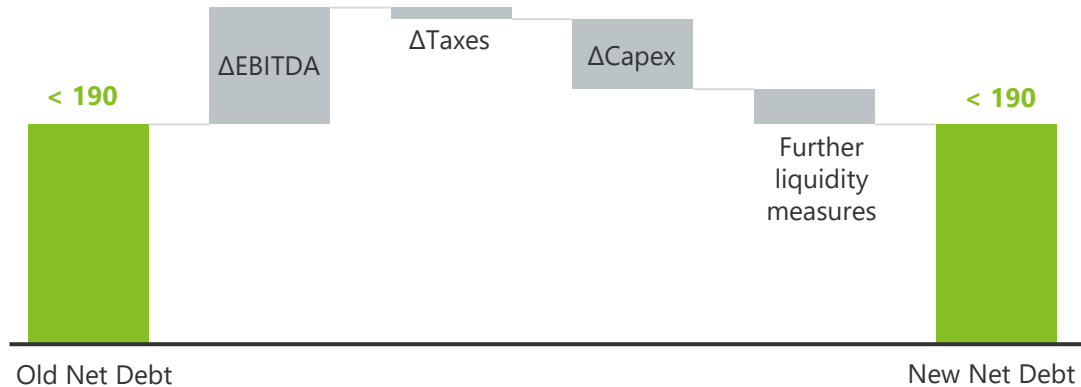 < 190
ΔEBITDA
ΔTaxes
ΔCapex
Further
liquidity
measures
< 190
Old Net Debt
New Net Debt